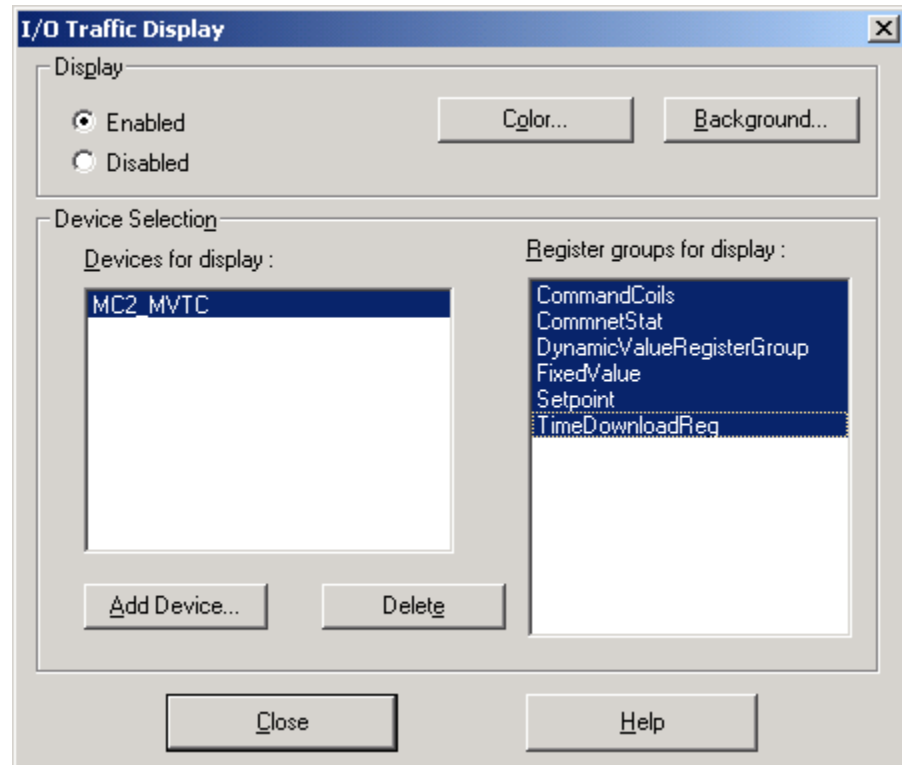 I/O Traffic Display
Display
Enabled
Disabled
Color...
Background...
Device Selection
Devices for display :
MC2_MVTC
Register groups for display :
CommandCoils
CommnetStat
DynamicValueRegisterGroup
FixedValue
Setpoint
TimeDownloadReg
Add Device...
Delete
Close
Help